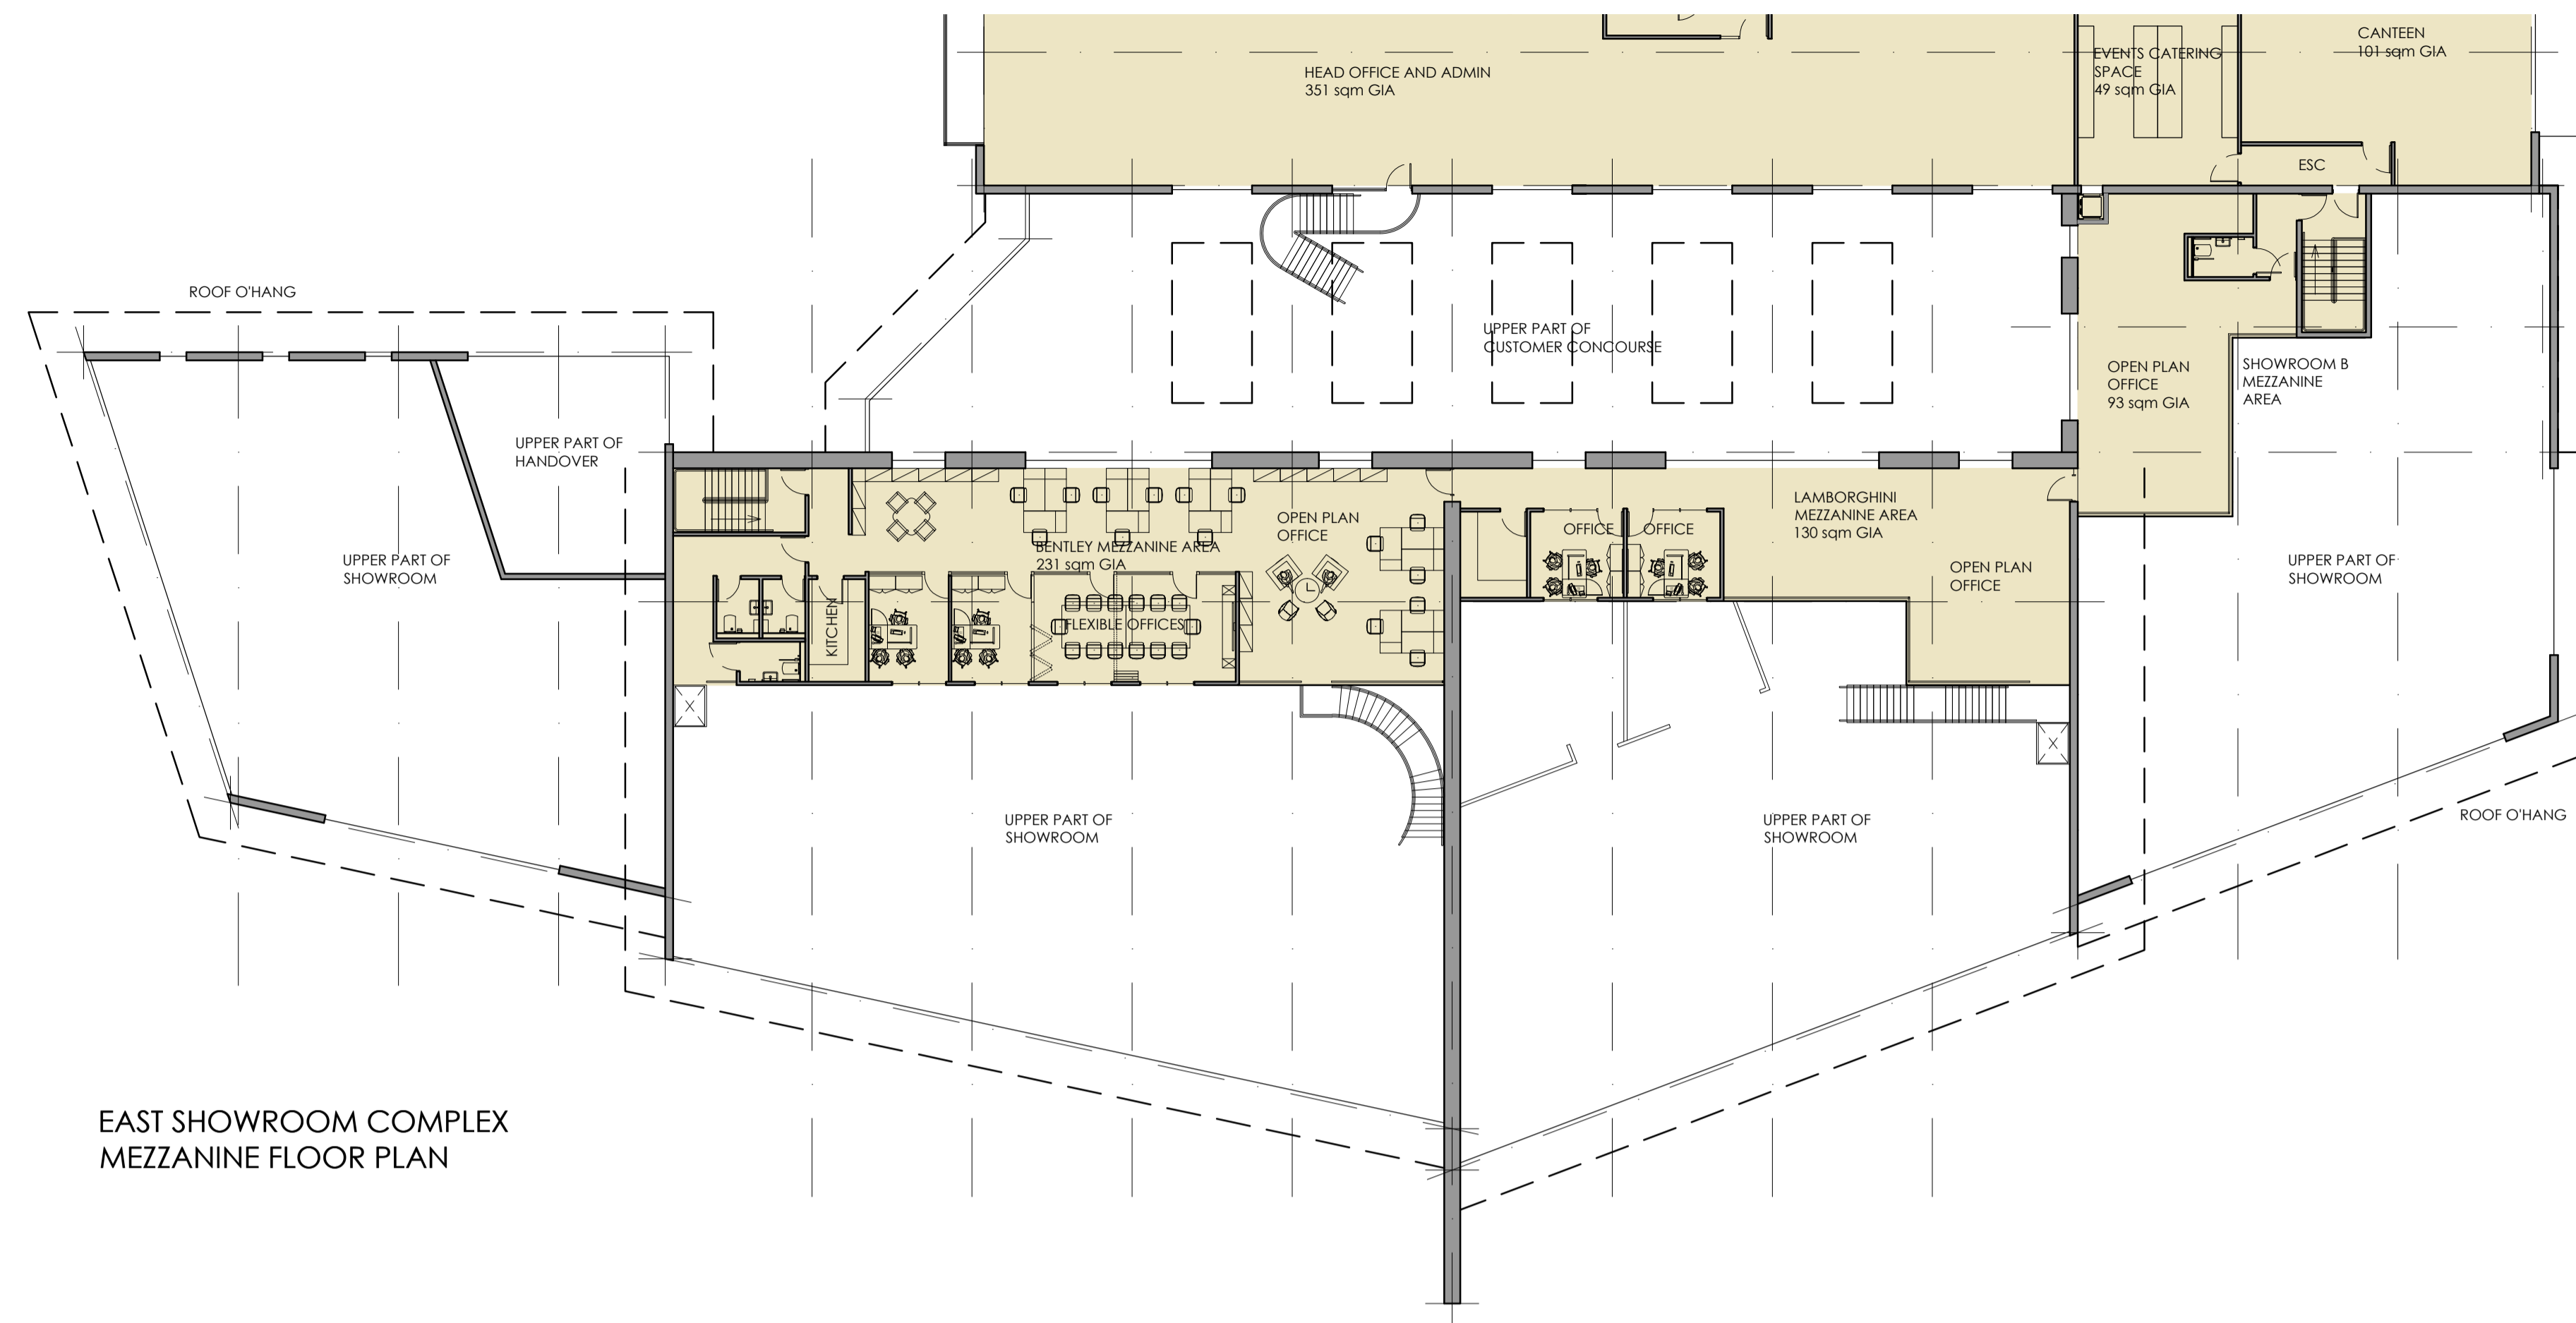 HEAD OFFICE AND ADMIN
351 sqm GIA
EVENTS CATERING
SPACE
49 sqm GIA
CANTEEN
101 sqm GIA
ESC
ROOF O'HANG
UPPER PART OF
CUSTOMER CONCOURSE
OPEN PLAN
OFFICE
93 sqm GIA
SHOWROOM B
MEZZANINE
AREA
UPPER PART OF
HANDOVER
UPPER PART OF
SHOWROOM
BENTLEY MEZZANINE AREA
231 sqm GIA
OPEN PLAN
OFFICE
KITCHEN
FLEXIBLE OFFICES
OFFICE
OFFICE
LAMBORGHINI
MEZZANINE AREA
130 sqm GIA
OPEN PLAN
OFFICE
UPPER PART OF
SHOWROOM
X
X
UPPER PART OF
SHOWROOM
UPPER PART OF
SHOWROOM
ROOF O'HANG
EAST SHOWROOM COMPLEX
MEZZANINE FLOOR PLAN